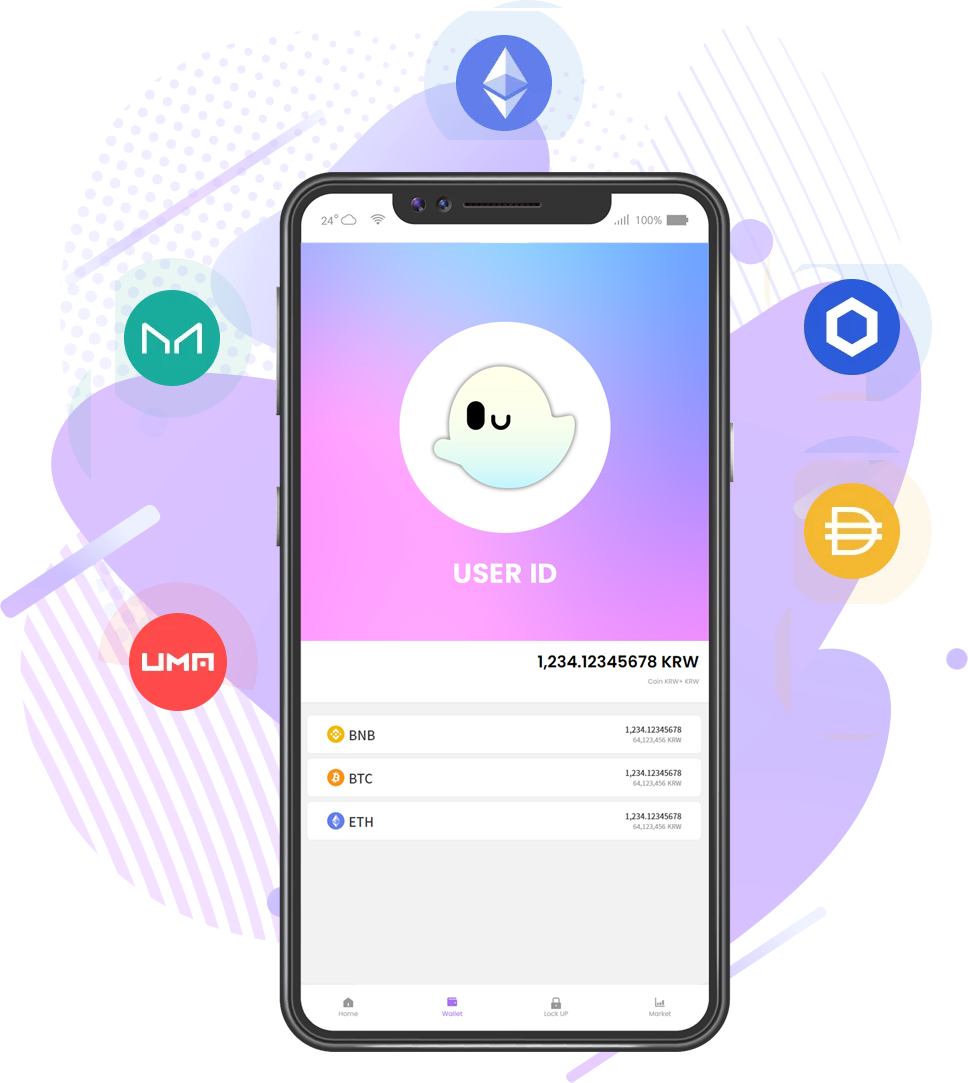 24°
100%
USER ID
UMA
1,234.12345678 KRW
Coin KRW+ KRW
BNB
1,234.12345678
64,123,456 KRW
BTC
1,234.12345678
64,123,456 KRW
ETH
1,234.12345678
64,123,456 KRW
Home
Wallet
Lock UP
Market